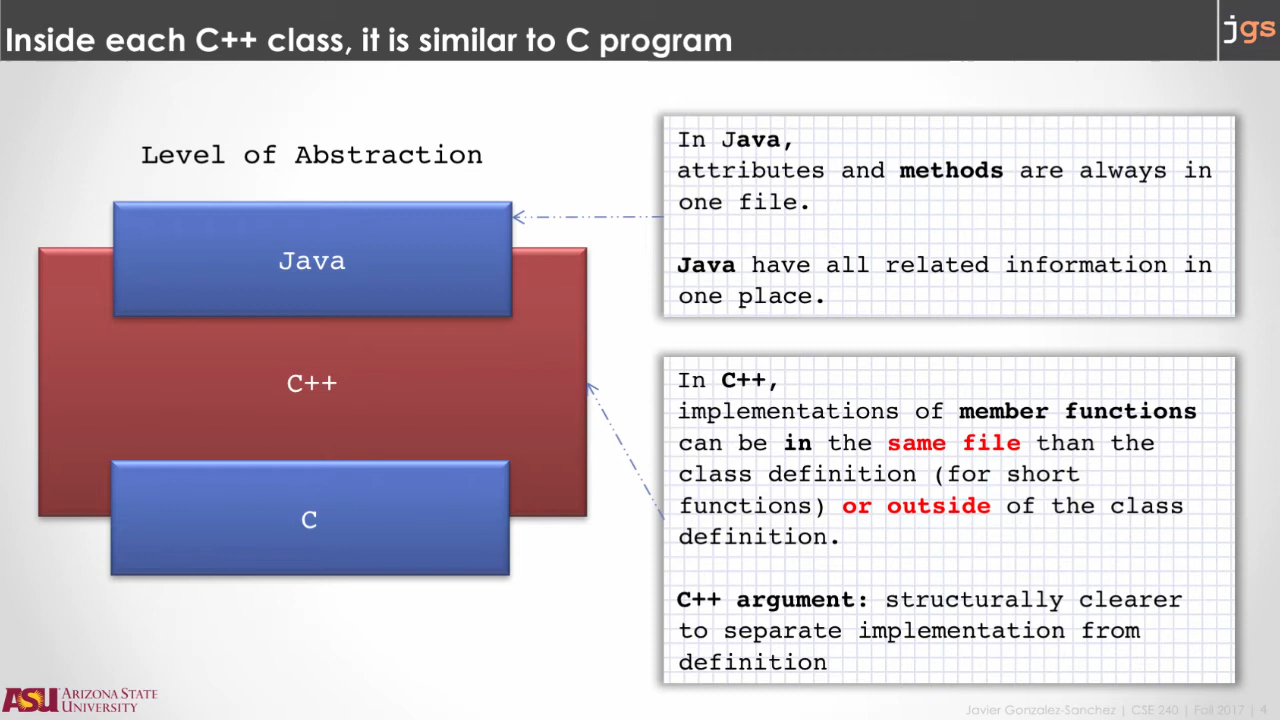 Inside each C++ class, it is similar to C program
jgs
Level of Abstraction
Java
C++
C
In Java,
attributes and methods are always in
one file.
Java have all related information in
one place.
In C++,
implementations of member functions
can be in the same file than the
class definition (for short
functions) or outside of the class
definition.
C++ argument: structurally clearer
to separate implementation from
definition
ASU ARIZONA STATE
UNIVERSITY
Javier Gonzalez-Sanchez | CSE 240 | Fall 2017 | 4